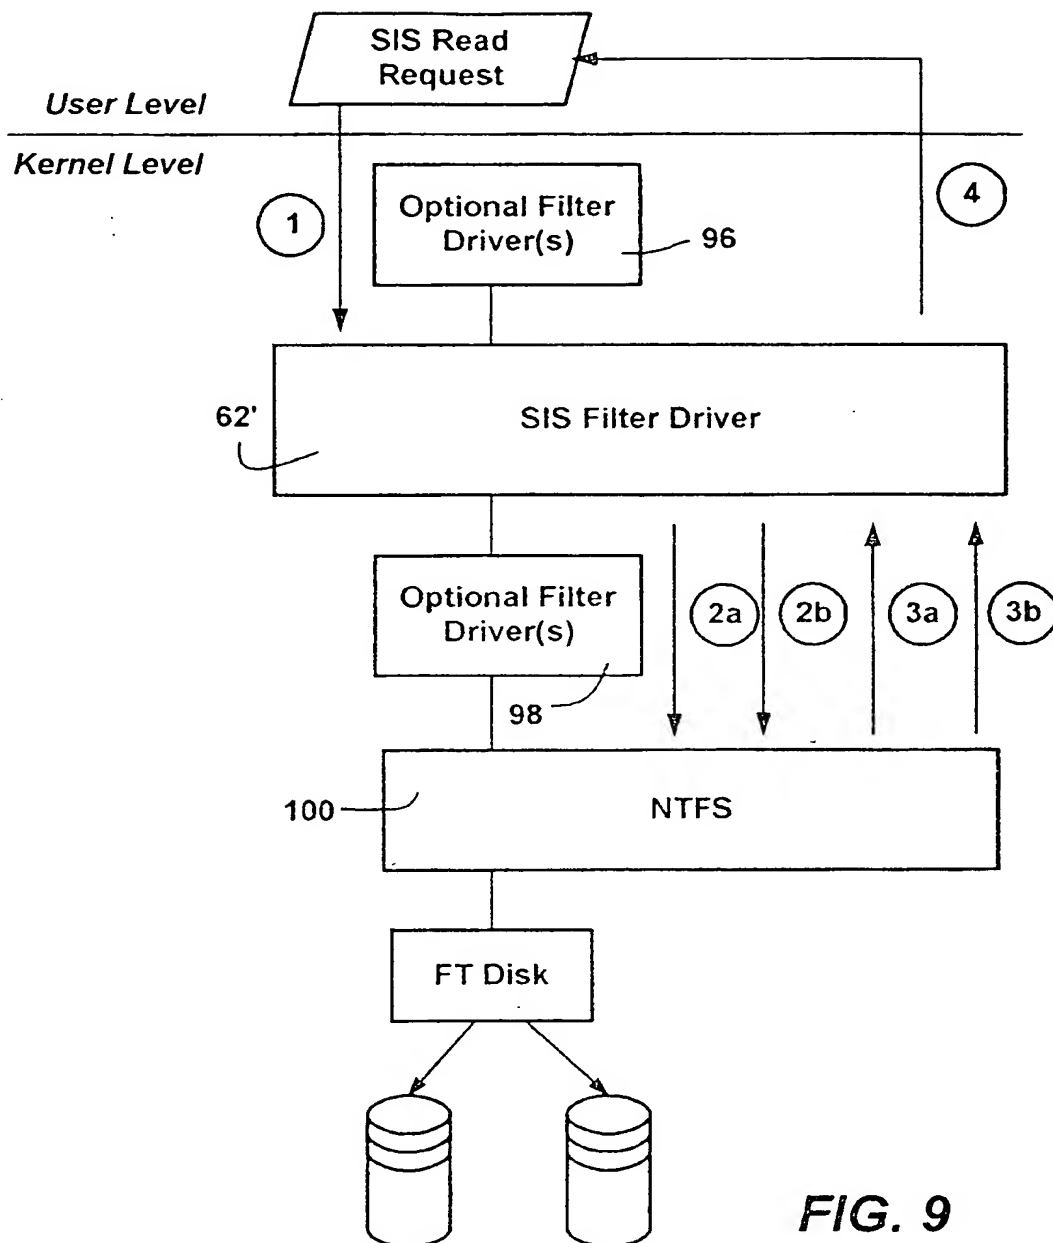 SIS Read
Request
User Level
Kernel Level
1
Optional Filter
Driver(s)
96
4
62'
SIS Filter Driver
Optional Filter
Driver(s)
98
2a
2b
3a
3b
100
NTFS
FT Disk
FIG. 9